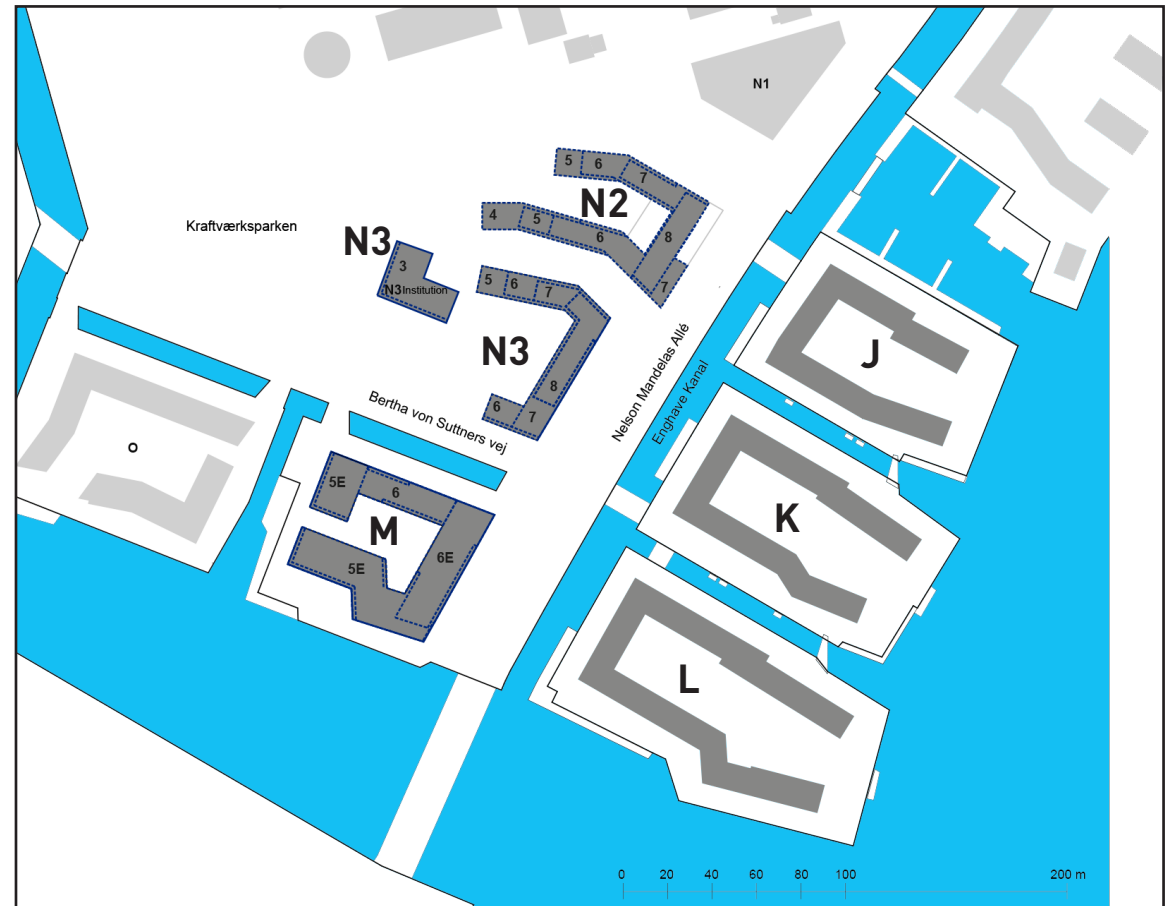 N1
5
6
7
N2
4
5
6
8
7
Kraftværksparken
N3
3
N3 Institution
5
6
7
N3
8
6
7
Nelson Mandelas Allé
Enghave Kanal
Bertha von Suttners vej
J
O
5E
6
M
5E
6E
K
L
0 20 40 60 80 100 200 m